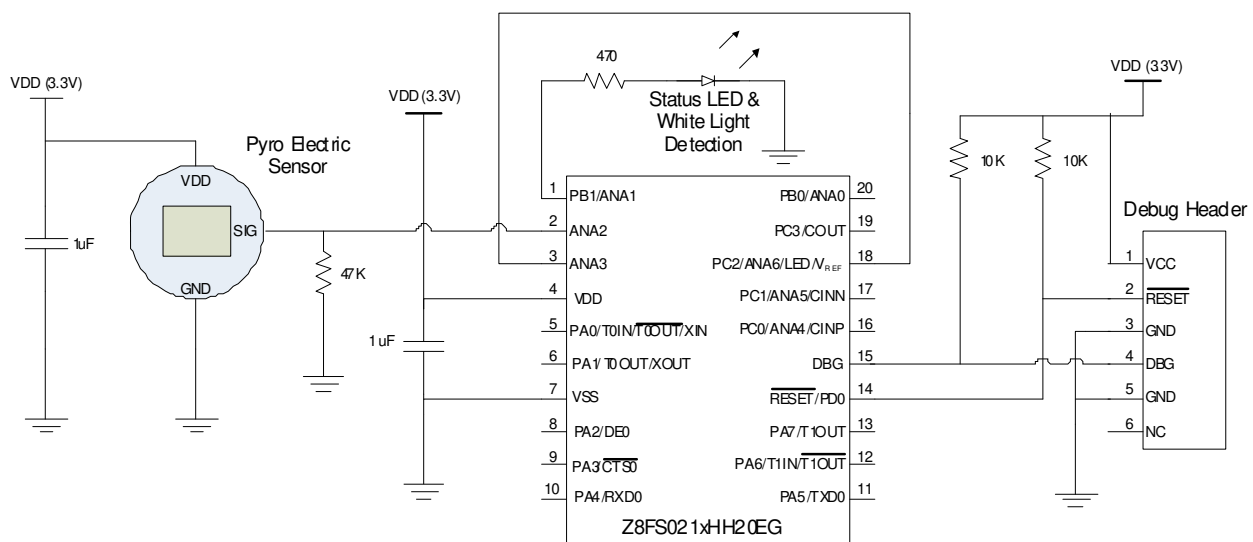 VDD (3.3V)
Pyro Electric
Sensor
VDD
SIG
GND
1uF
47K
VDD (3.3V)
1uF
470
Status LED &
White Light
Detection
1 PB1/ANA1
2 ANA2
3 ANA3
4 VDD
5 PA0/T0IN/T0OUT/XIN
6 PA1/T0OUT/XOUT
7 VSS
8 PA2/DE0
9 PA3/CTS0
10 PA4/RXD0
PB0/ANA0 20
PC3/COUT 19
PC2/ANA6/LED/VREF 18
PC1/ANA5/CINN 17
PC0/ANA4/CINP 16
DBG 15
RESET/PD0 14
PA7/T1OUT 13
PA6/T1IN/T1OUT 12
PA5/TXD0 11
Z8FS021xHH20EG
VDD (3.3V)
10K
10K
Debug Header
1 VCC
2 RESET
3 GND
4 DBG
5 GND
6 NC